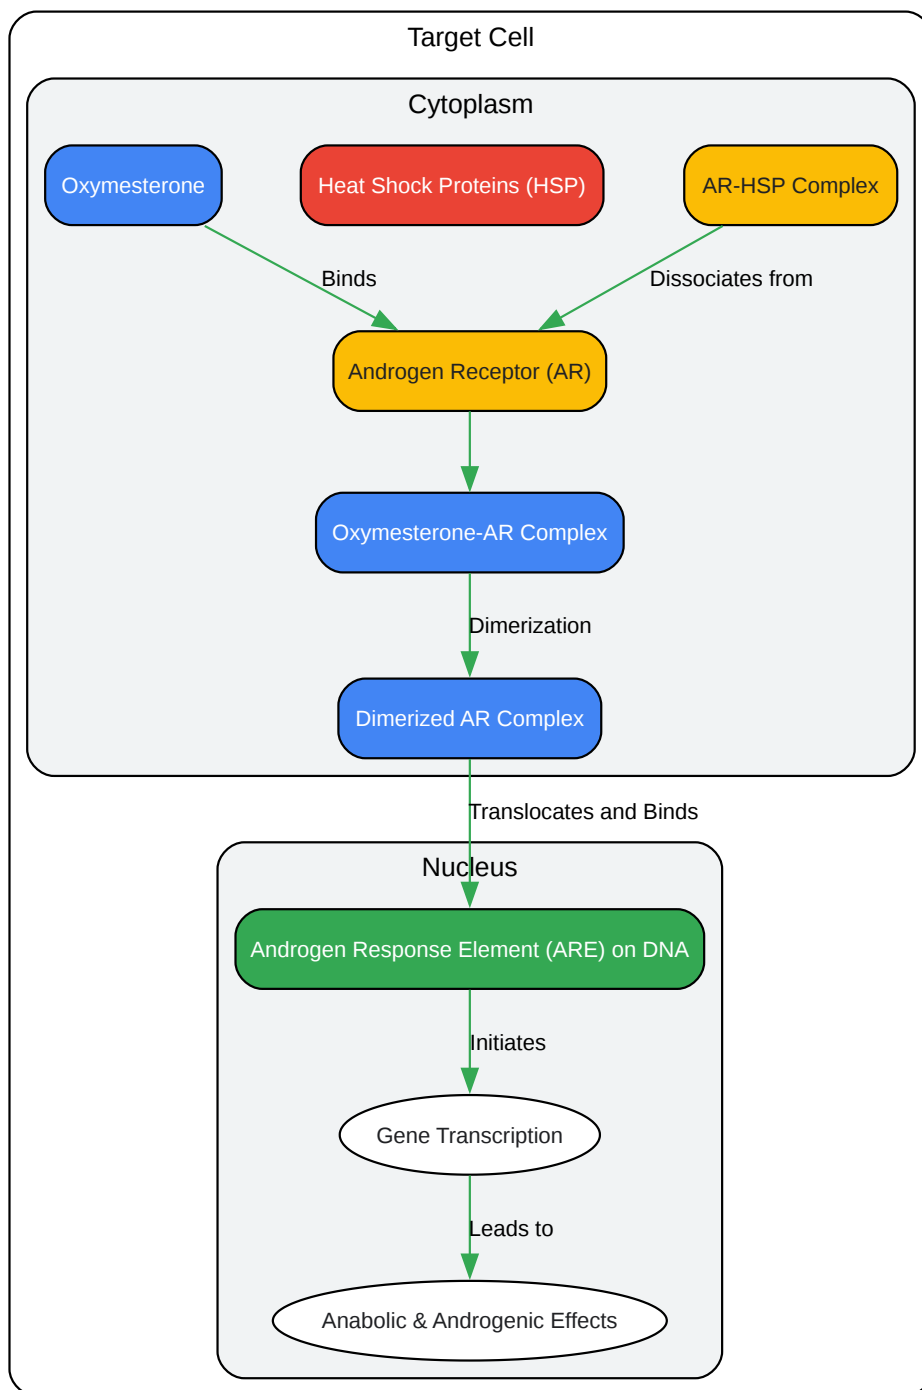 Target Cell
Cytoplasm
Oxymesterone
Heat Shock Proteins (HSP)
AR-HSP Complex
Binds
Dissociates from
Androgen Receptor (AR)
Oxymesterone-AR Complex
Dimerization
Dimerized AR Complex
Translocates and Binds
Nucleus
Androgen Response Element (ARE) on DNA
Initiates
Gene Transcription
Leads to
Anabolic & Androgenic Effects